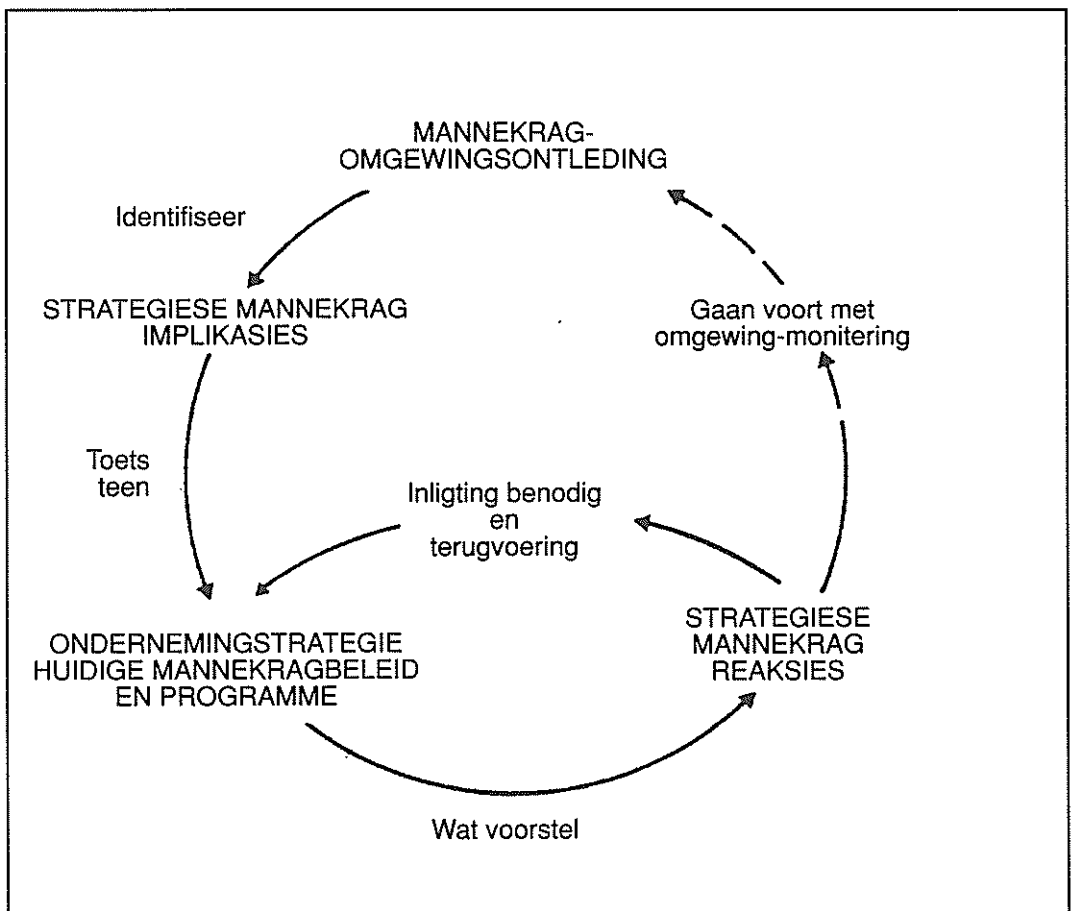 MANNEKRAG-
OMGEWINGSONTLEDING
Identifiseer
STRATEGIESE MANNEKRAG
IMPLIKASIES
Gaan voort met
omgewing-monitering
Toets
teen
Inligting benodig
en
terugvoering
ONDERNEMINGSTRATEGIE
HUIDIGE MANNEKRAGBELEID
EN PROGRAMME
STRATEGIESE
MANNEKRAG
REAKSIES
Wat voorstel